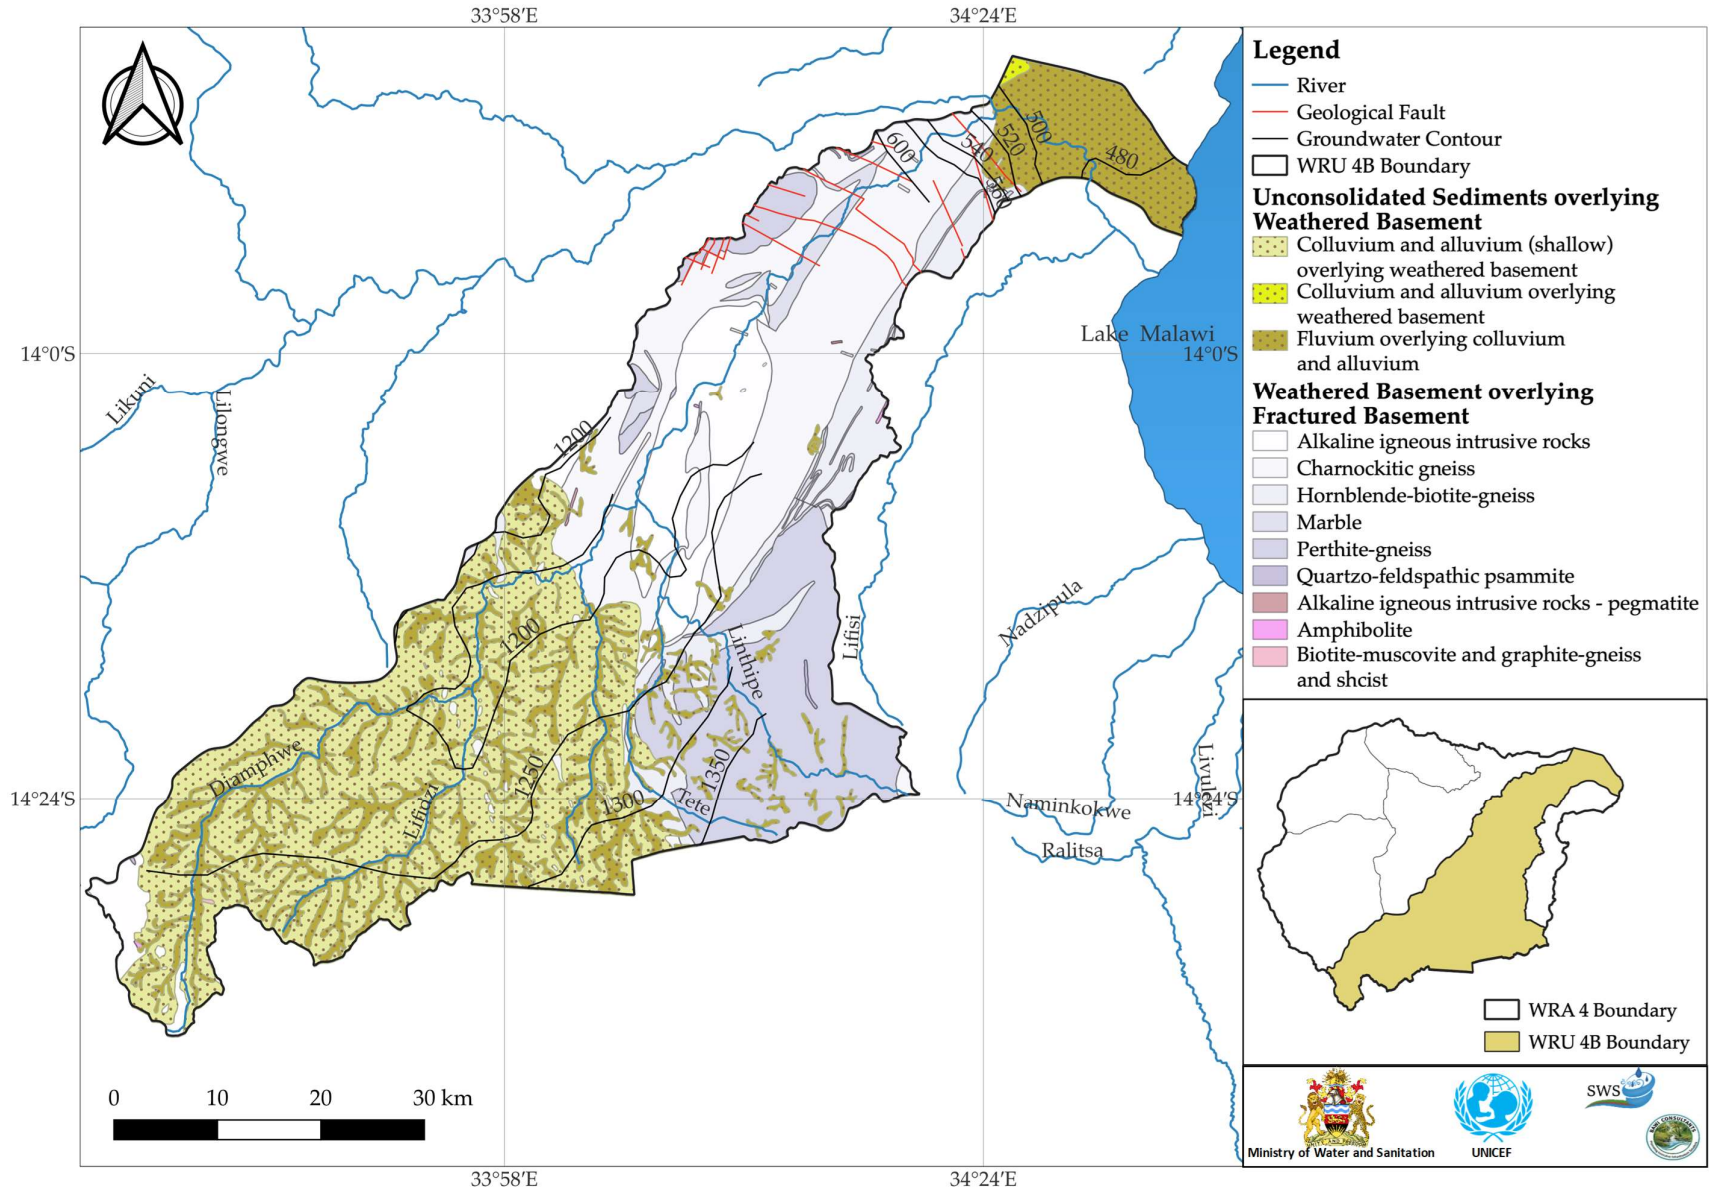 33°58′E
34°24′E
Legend
River
Geological Fault
Groundwater Contour
WRU 4B Boundary
Unconsolidated Sediments overlying
Weathered Basement
Colluvium and alluvium (shallow)
overlying weathered basement
Colluvium and alluvium overlying
weathered basement
Fluvium overlying colluvium
and alluvium
Weathered Basement overlying
Fractured Basement
Alkaline igneous intrusive rocks
Charnockitic gneiss
Hornblende-biotite-gneiss
Marble
Perthite-gneiss
Quartzo-feldspathic psammite
Alkaline igneous intrusive rocks - pegmatite
Amphibolite
Biotite-muscovite and graphite-gneiss
and shcist
600
540
520
500
480
560
Lake Malawi
14°0′S
14°0′S
Likuni
Lilongwe
1200
1200
Linthipe
Lifisi
Nadzipula
Diamphwe
Lifidzi
1250
1300
1350
Tete
14°24′S
14°24′S
Naminkokwe
Livulezi
Ralitsa
WRA 4 Boundary
WRU 4B Boundary
0 10 20 30 km
Ministry of Water and Sanitation
UNICEF
SWS
33°58′E
34°24′E